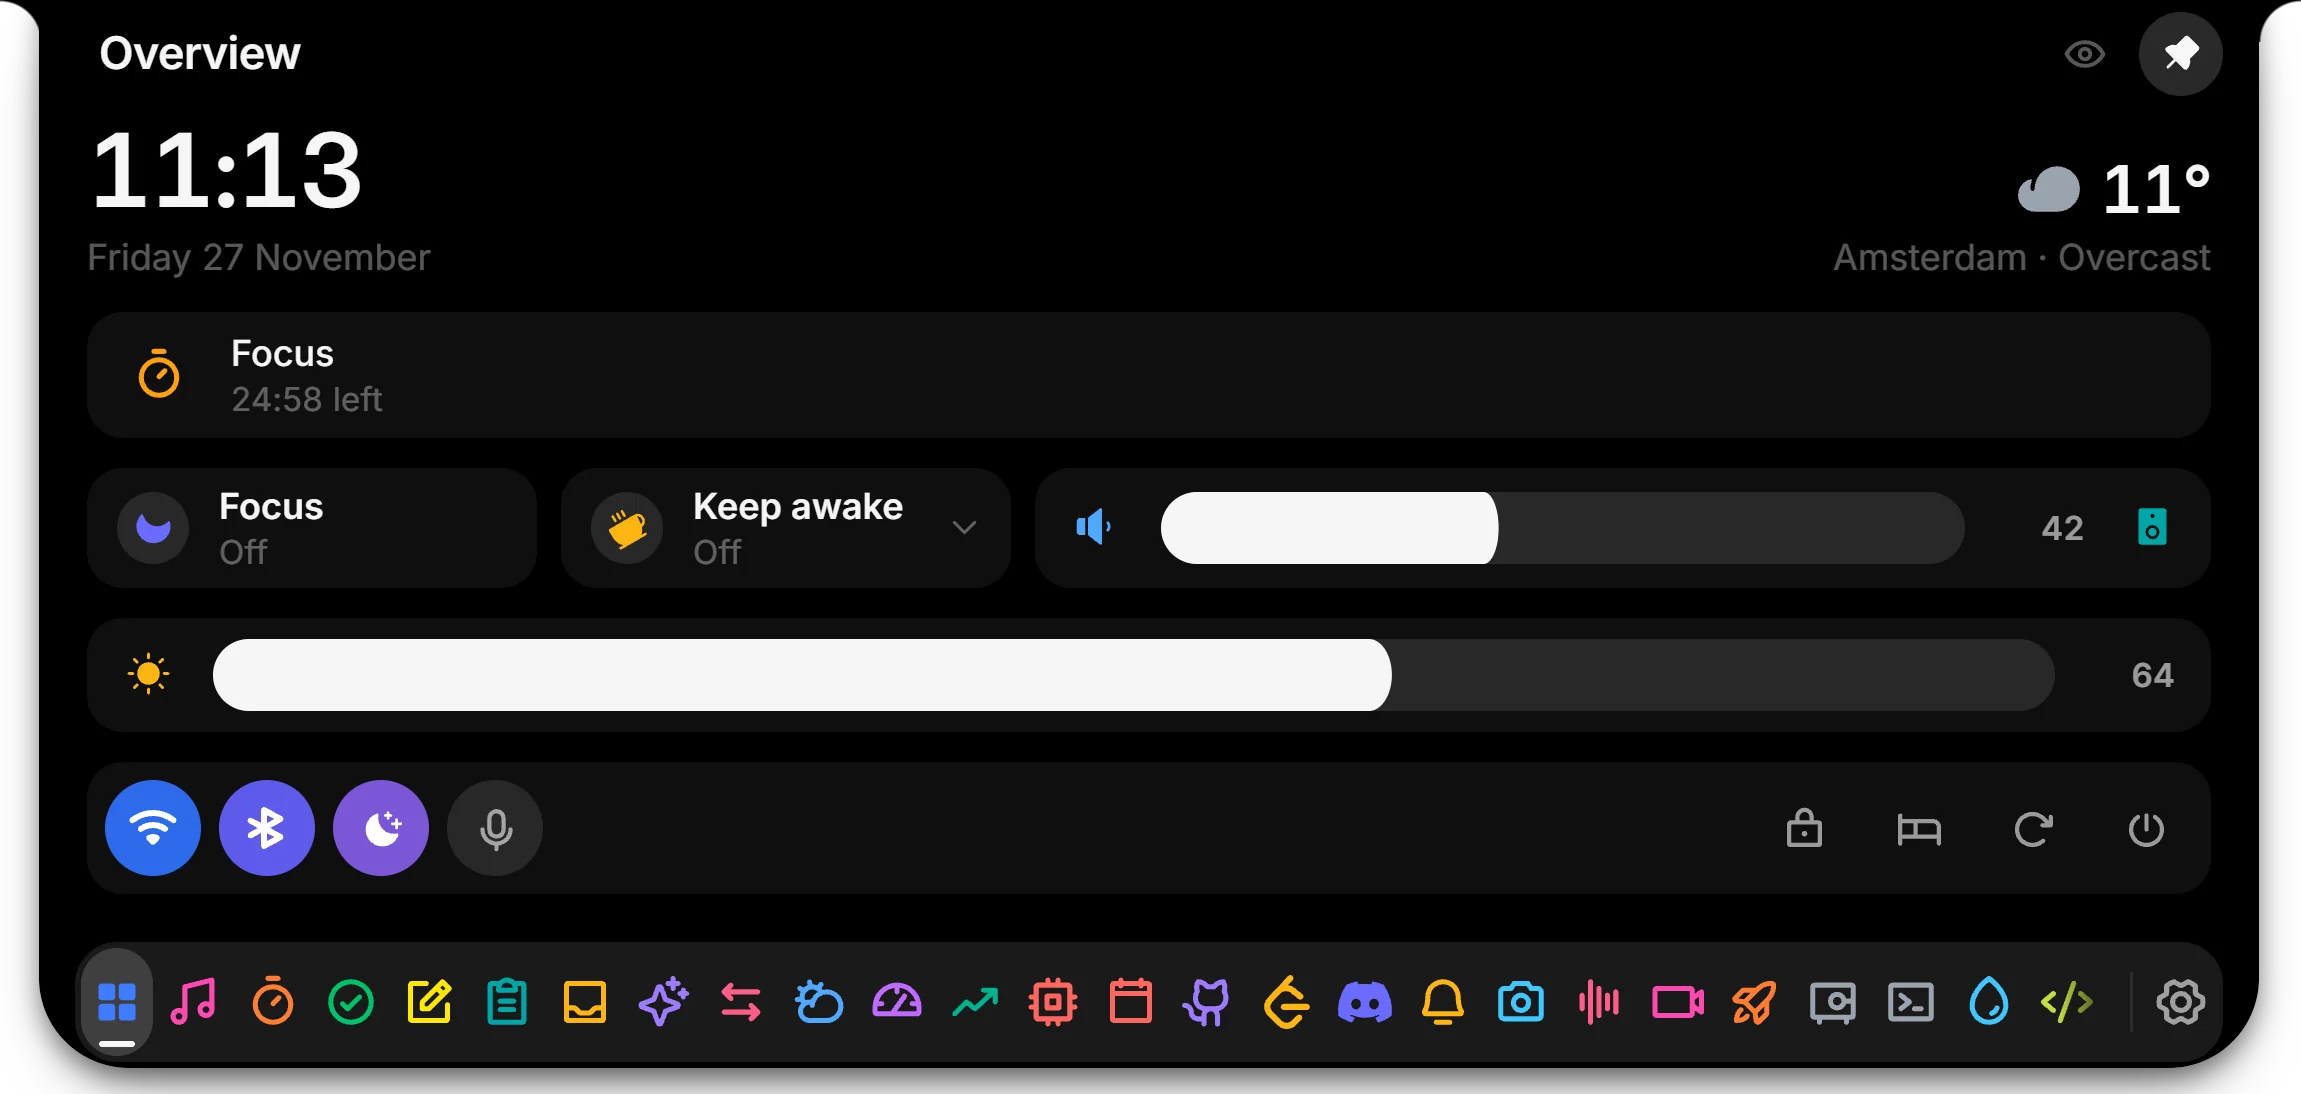 Overview
11:13
11°
Friday 27 November
Amsterdam · Overcast
Focus
24:58 left
Focus
Off
Keep awake
Off
42
64